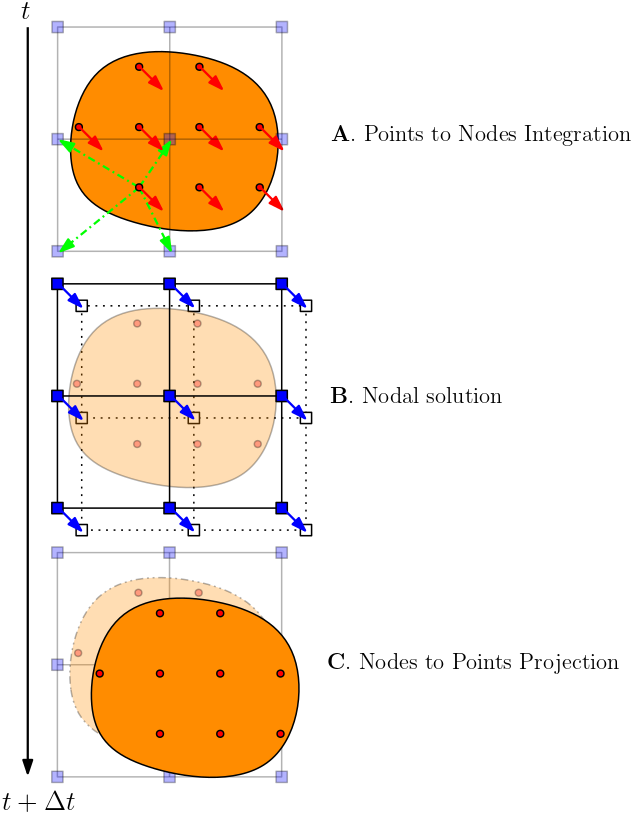 t
A. Points to Nodes Integration
B. Nodal solution
C. Nodes to Points Projection
t + Δt